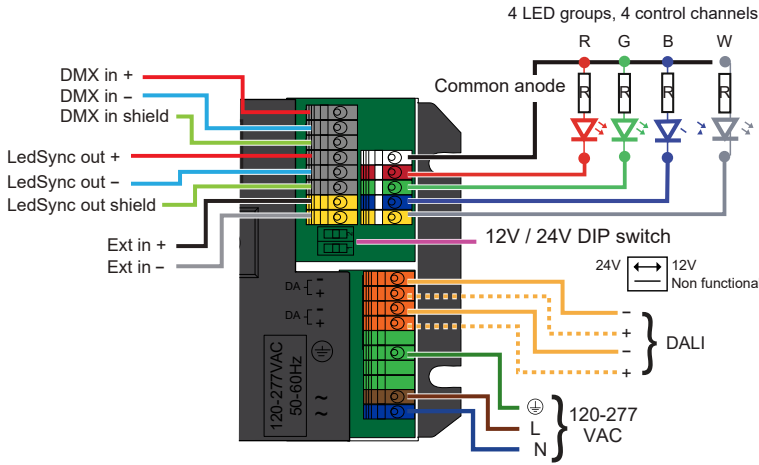 4 LED groups, 4 control channels
R G B W
DMX in +
DMX in –
DMX in shield
Common anode
R R R R
LedSync out +
LedSync out –
LedSync out shield
Ext in +
Ext in –
12V / 24V DIP switch
24V 12V
Non functiona
DA - +
DA - +
–
+
–
+
DALI
120-277VAC
50-60Hz
~ ~
L
N
120-277
VAC